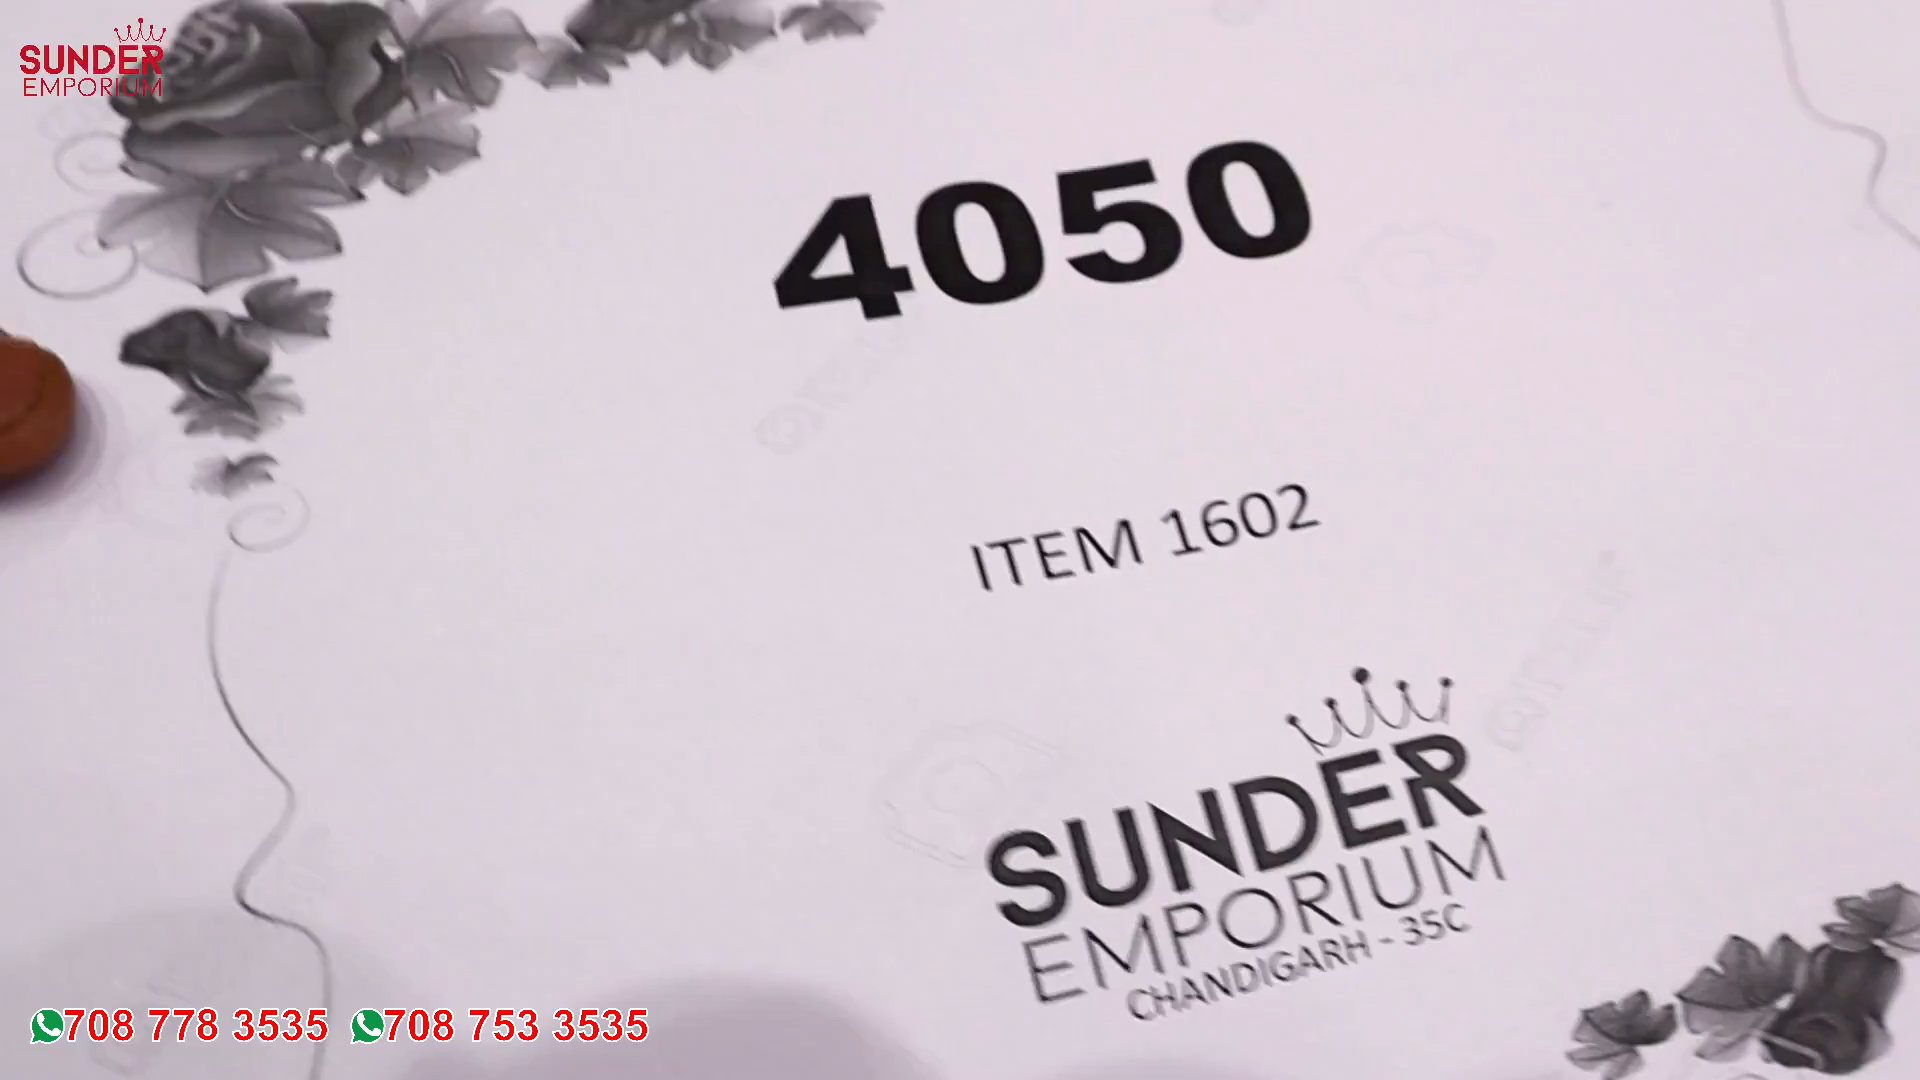 SUNDER
EMPORIUM
4050
ITEM 1602
SUNDER
EMPORIUM
CHANDIGARH - 35C
708 778 3535 708 753 3535